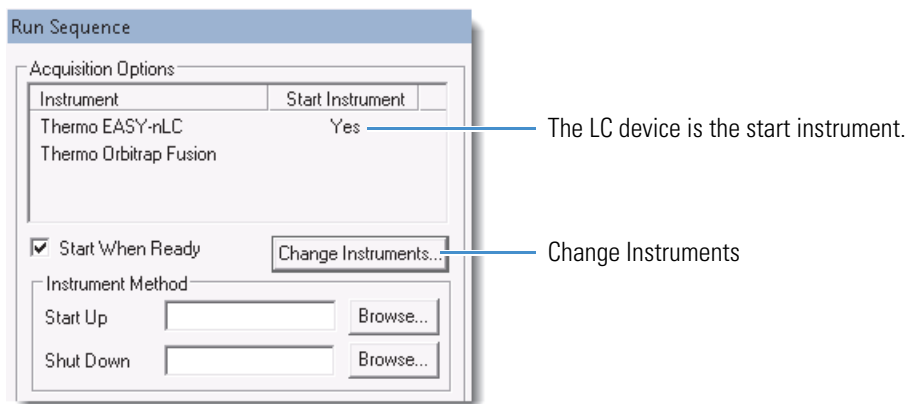 Run Sequence
Acquisition Options
Instrument Start Instrument
Thermo EASY-nLC Yes
The LC device is the start instrument.
Thermo Orbitrap Fusion
Start When Ready
Change Instruments...
Change Instruments
Instrument Method
Start Up Browse...
Shut Down Browse...